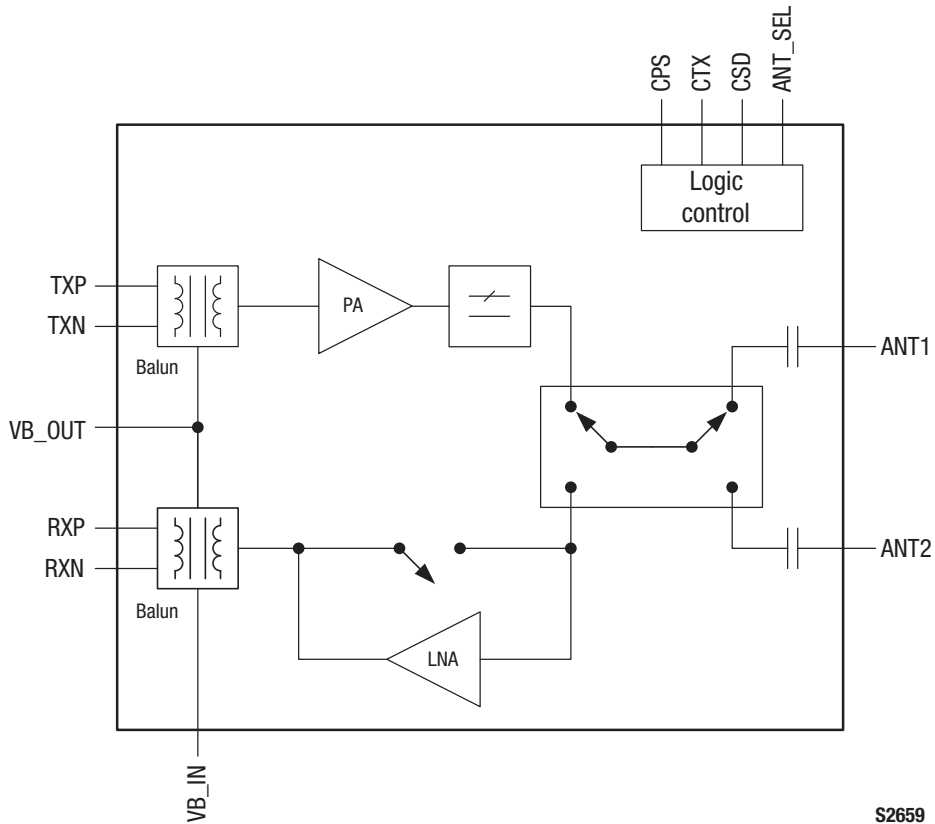 CPS
CTX
CSD
ANT_SEL
Logic
control
TXP
TXN
Balun
PA
ANT1
VB_OUT
RXP
RXN
Balun
LNA
ANT2
VB_IN
S2659